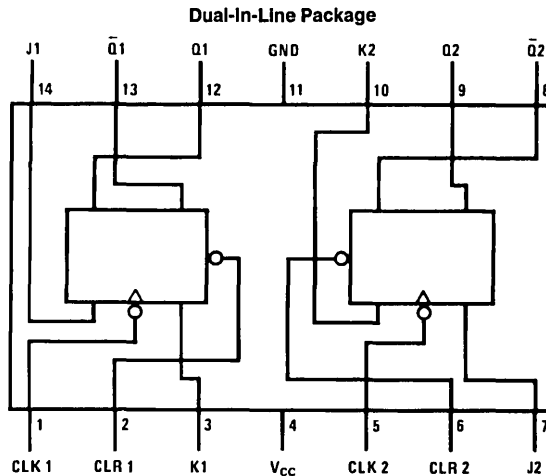 Dual-In-Line Package
J1 Q̄1 Q1 GND K2 Q2 Q̄2
14 13 12 11 10 9 8
1 2 3 4 5 6 7
CLK 1 CLR 1 K1 VCC CLK 2 CLR 2 J2